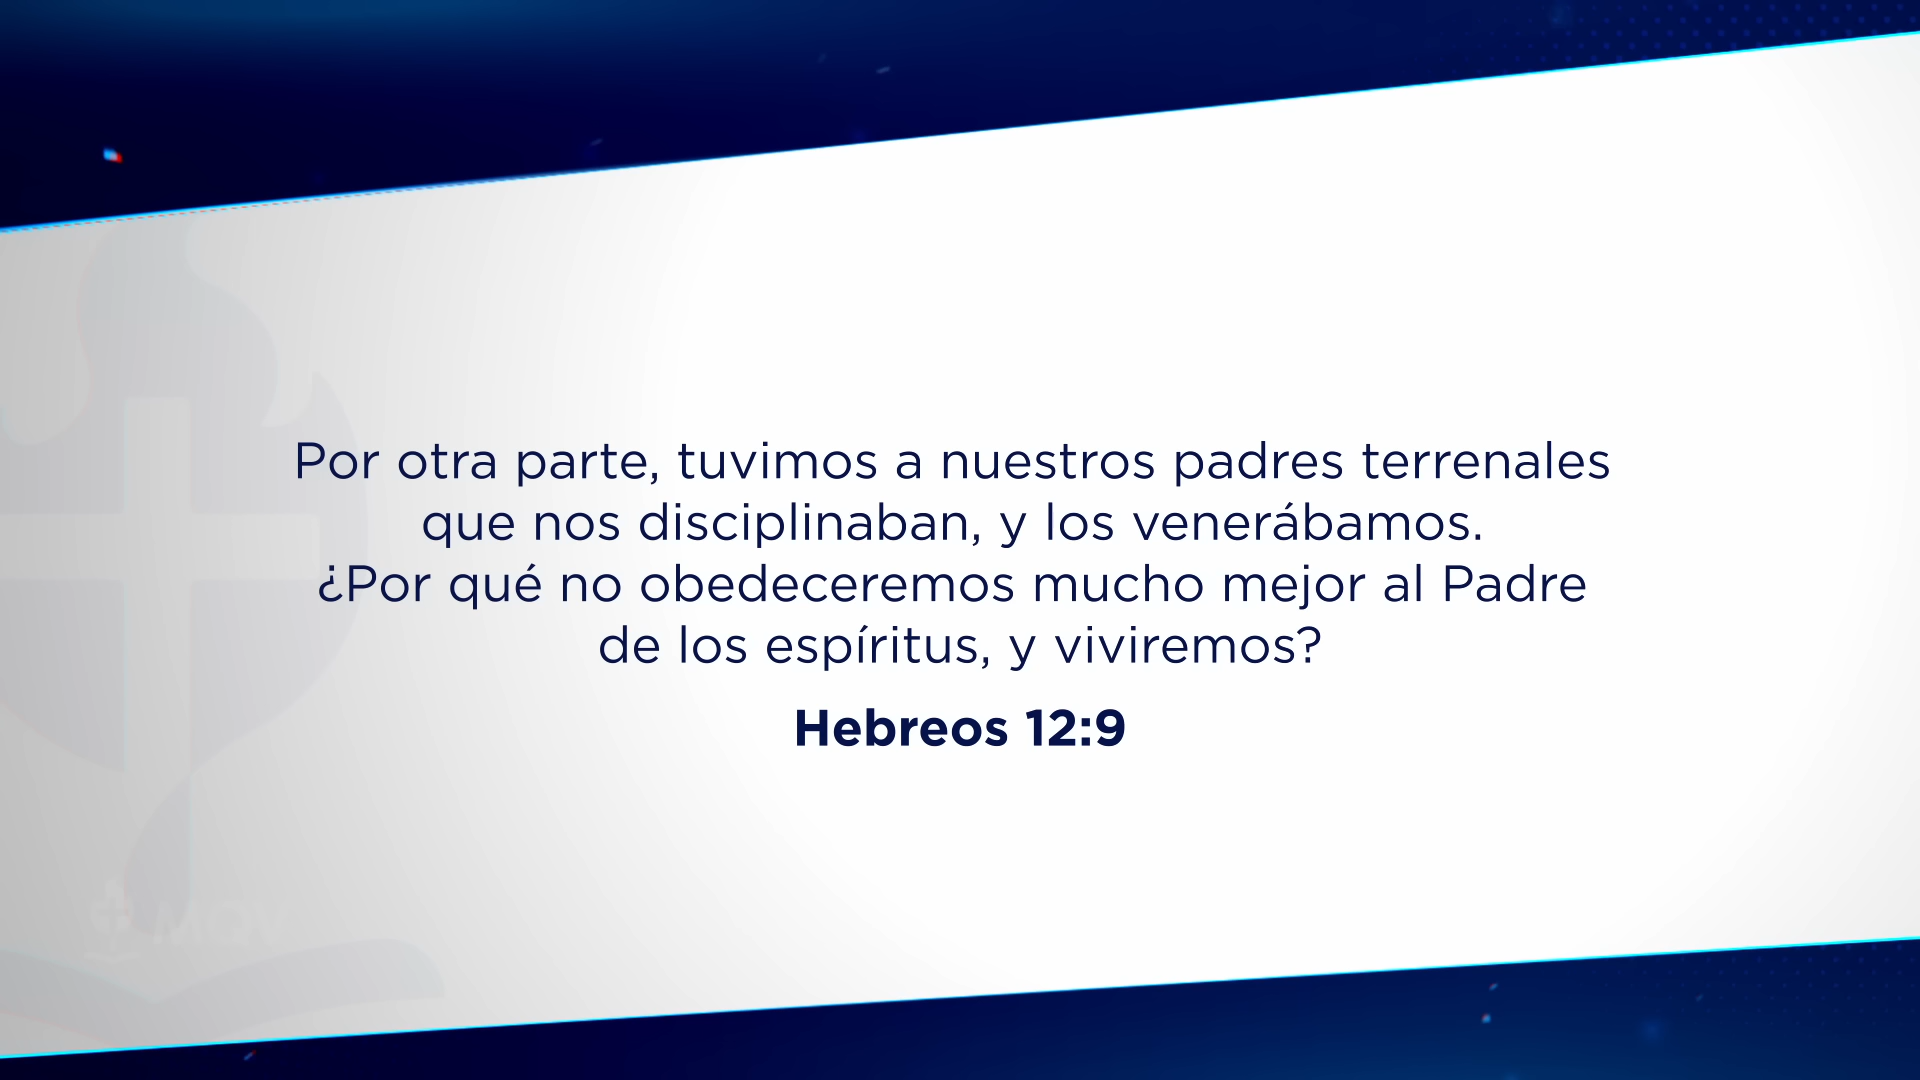 Por otra parte, tuvimos a nuestros padres terrenales
que nos disciplinaban, y los venerábamos.
¿Por qué no obedeceremos mucho mejor al Padre
de los espíritus, y viviremos?
Hebreos 12:9
MQV